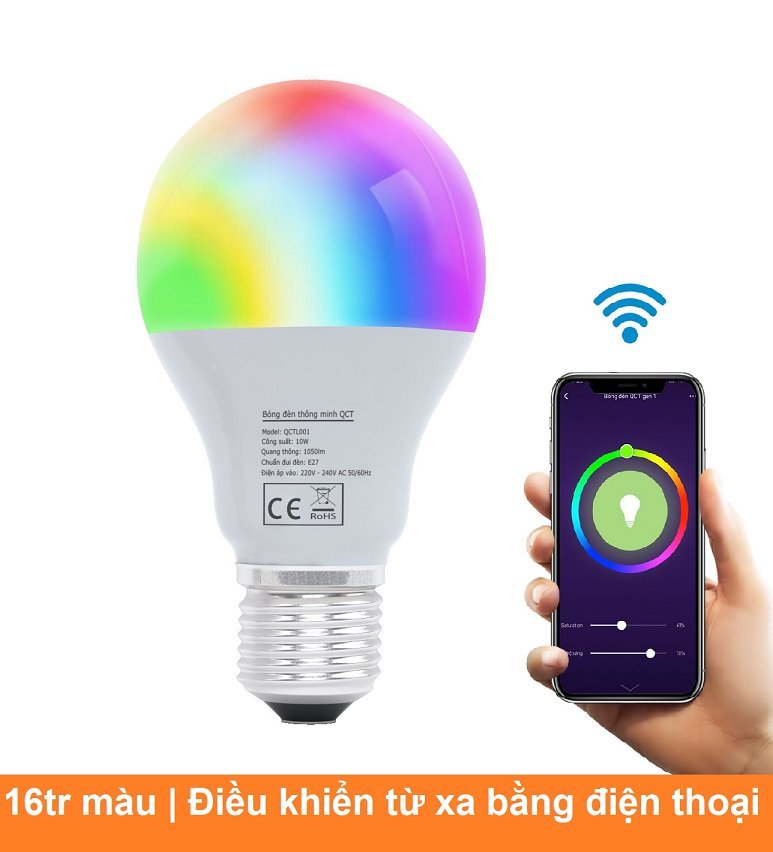 Bóng đèn thông minh QCT
Model: QCTL001
Công suất: 10W
Quang thông: 1050lm
Chuẩn đui đèn: E27
Điện áp vào: 220V - 240V AC 50/60Hz
CE
RoHS
Bóng đèn QCT gen 1
Saturation
16tr màu | Điều khiển từ xa bằng điện thoại